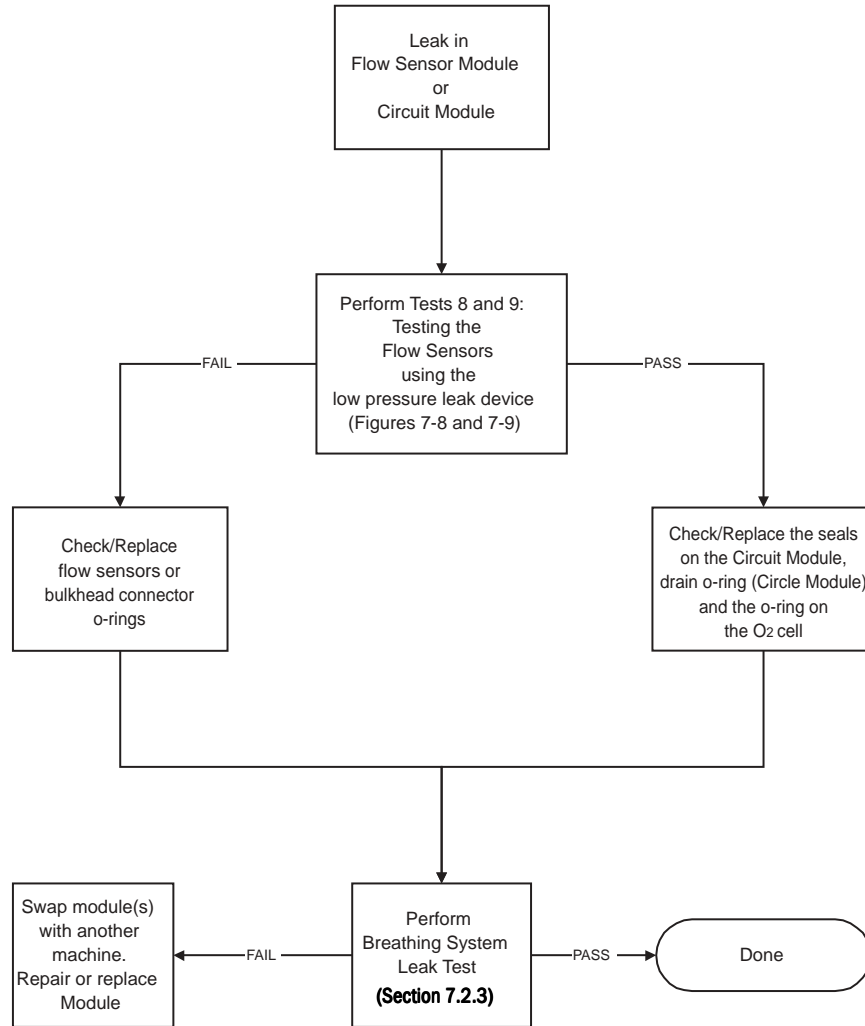 Leak in
Flow Sensor Module
or
Circuit Module
Perform Tests 8 and 9:
Testing the
Flow Sensors
using the
low pressure leak device
(Figures 7-8 and 7-9)
FAIL
PASS
Check/Replace
flow sensors or
bulkhead connector
o-rings
Check/Replace the seals
on the Circuit Module,
drain o-ring (Circle Module)
and the o-ring on
the O2 cell
Swap module(s)
with another
machine.
Repair or replace
Module
FAIL
Perform
Breathing System
Leak Test
(Section 7.2.3)
PASS
Done